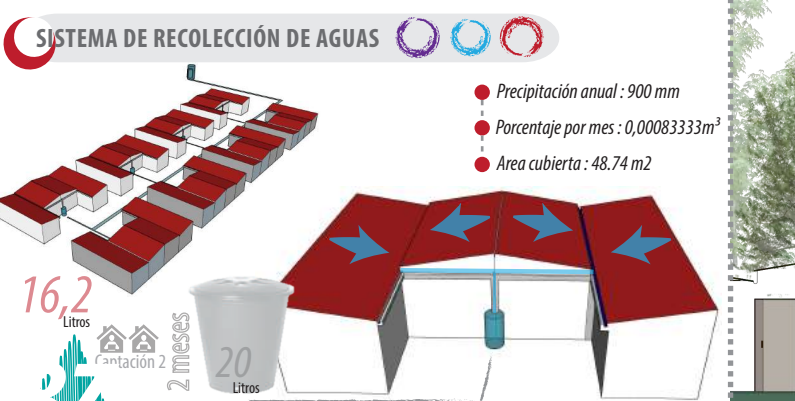 SISTEMA DE RECOLECCIÓN DE AGUAS
Precipitación anual : 900 mm
Porcentaje por mes : 0,00083333m³
Area cubierta : 48.74 m2
16,2
Litros
Captación 2
2 meses
20
Litros